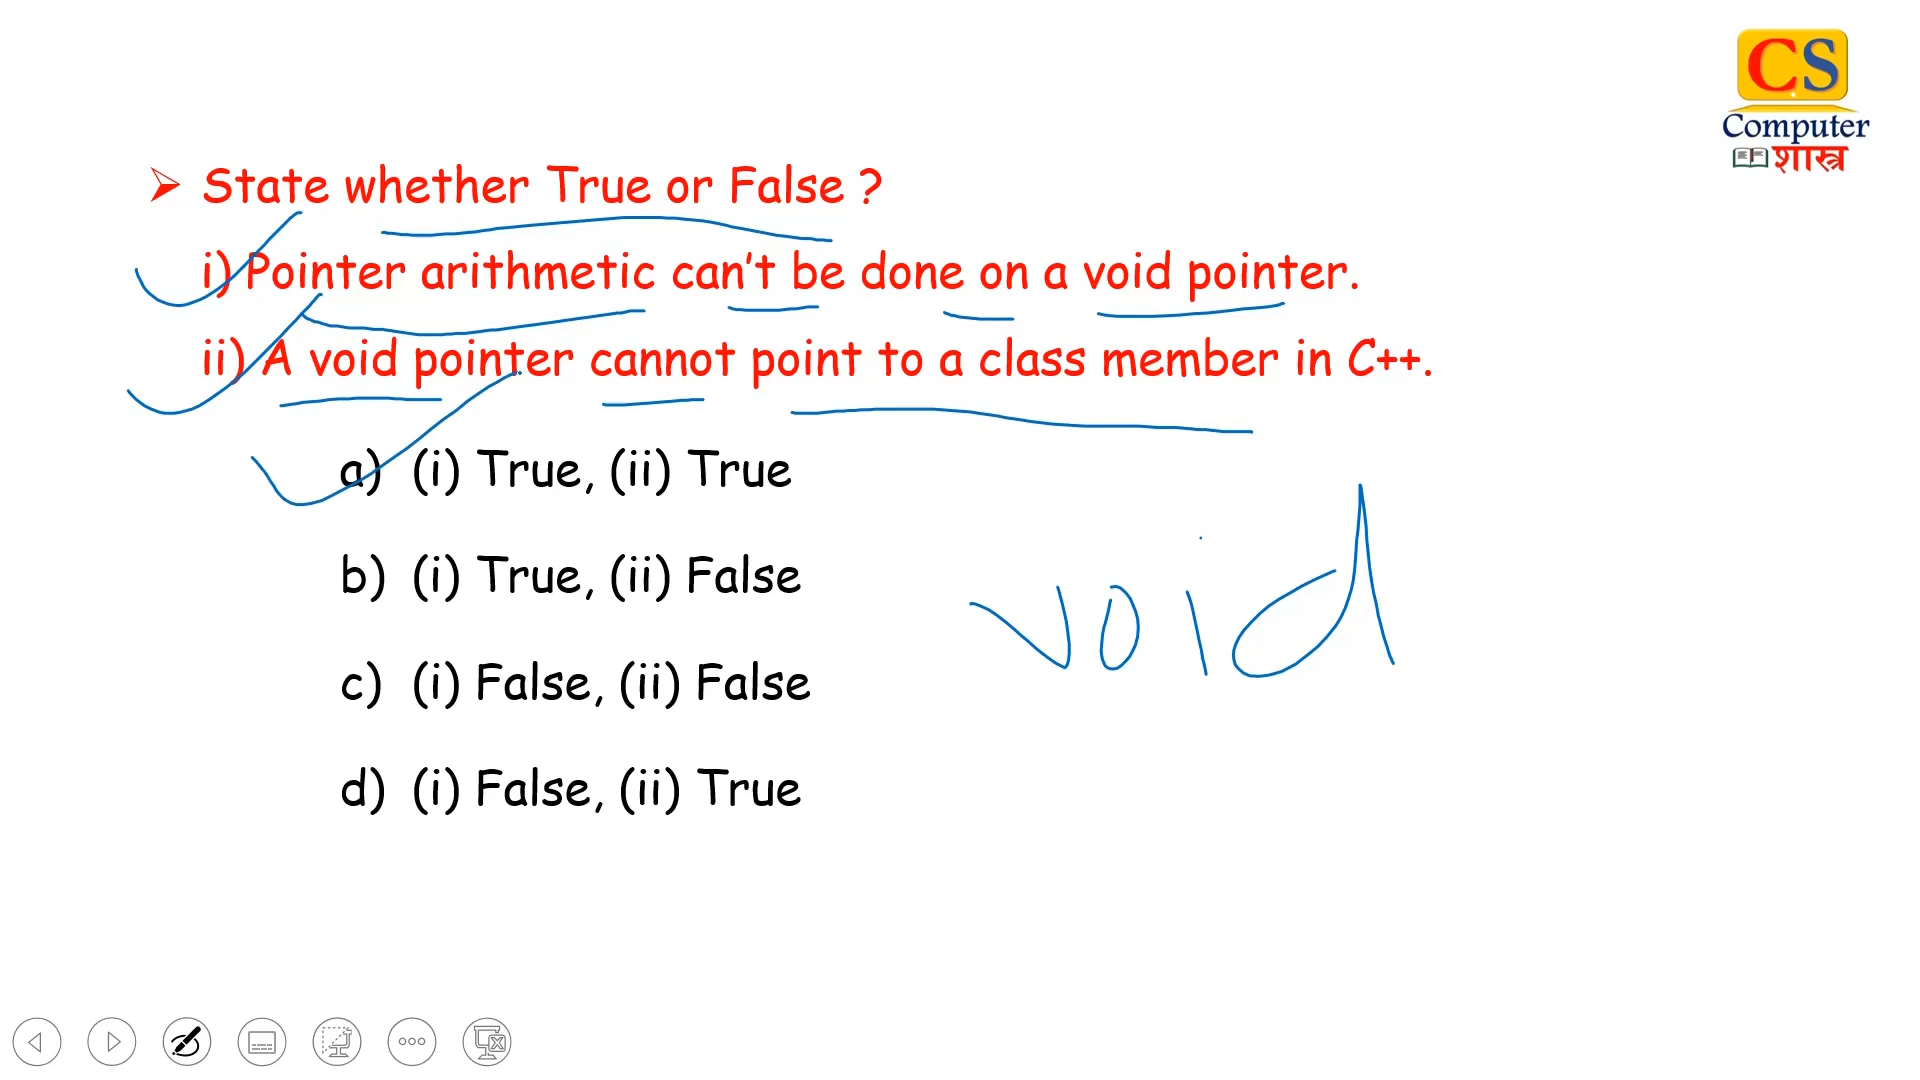 CS
Computer
शास्त्र
State whether True or False ?
i) Pointer arithmetic can't be done on a void pointer.
ii) A void pointer cannot point to a class member in C++.
a) (i) True, (ii) True
b) (i) True, (ii) False
c) (i) False, (ii) False
d) (i) False, (ii) True
void